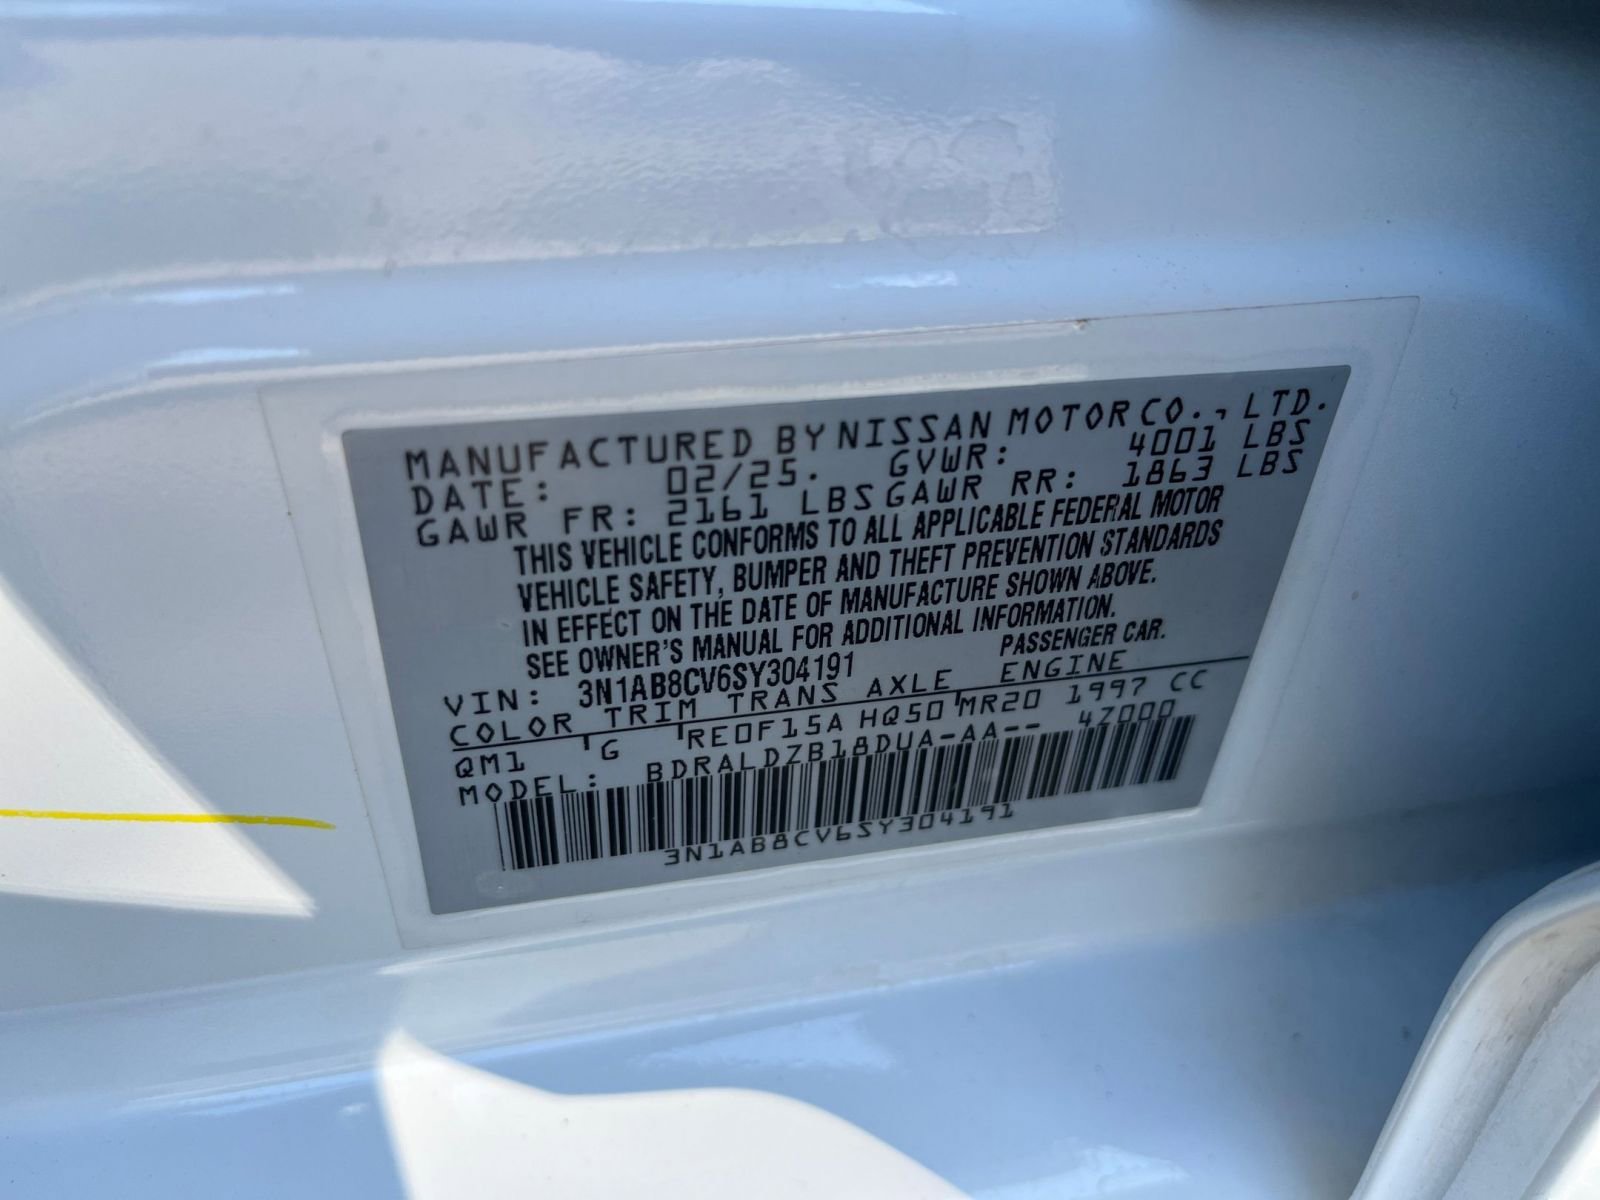 MANUFACTURED BY NISSAN MOTOR CO., LTD.
DATE: 02/25. GVWR: 4001 LBS
GAWR FR: 2161 LBS GAWR RR: 1863 LBS
THIS VEHICLE CONFORMS TO ALL APPLICABLE FEDERAL MOTOR
VEHICLE SAFETY, BUMPER AND THEFT PREVENTION STANDARDS
IN EFFECT ON THE DATE OF MANUFACTURE SHOWN ABOVE.
SEE OWNER'S MANUAL FOR ADDITIONAL INFORMATION.
VIN: 3N1AB8CV6SY304191 PASSENGER CAR.
COLOR TRIM TRANS AXLE ENGINE
QM1 G RE0F15A HQ50 MR20 1997 CC
MODEL: BDRALDZB18DUA-AA-- 47000
3N1AB8CV6SY304191